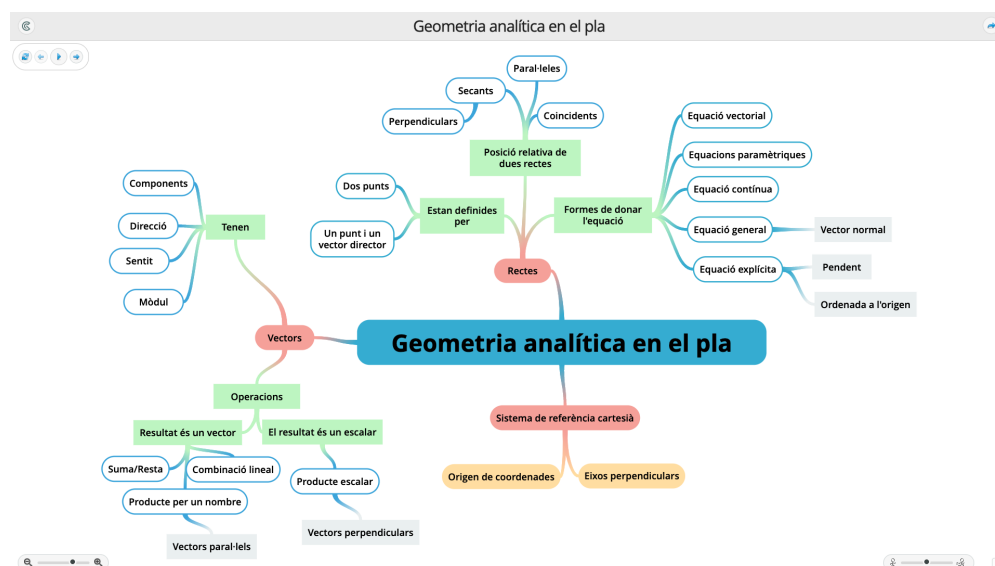 Geometria analítica en el pla
Paral·leles
Secants
Perpendiculars
Coincidents
Posició relativa de
dues rectes
Equació vectorial
Equacions paramètriques
Equació contínua
Equació general
Vector normal
Equació explícita
Pendent
Ordenada a l'origen
Formes de donar
l'equació
Dos punts
Un punt i un
vector director
Estan definides
per
Rectes
Components
Direcció
Sentit
Mòdul
Tenen
Vectors
Geometria analítica en el pla
Operacions
Resultat és un vector
El resultat és un escalar
Suma/Resta
Combinació lineal
Producte per un nombre
Vectors paral·lels
Producte escalar
Vectors perpendiculars
Sistema de referència cartesià
Origen de coordenades
Eixos perpendiculars